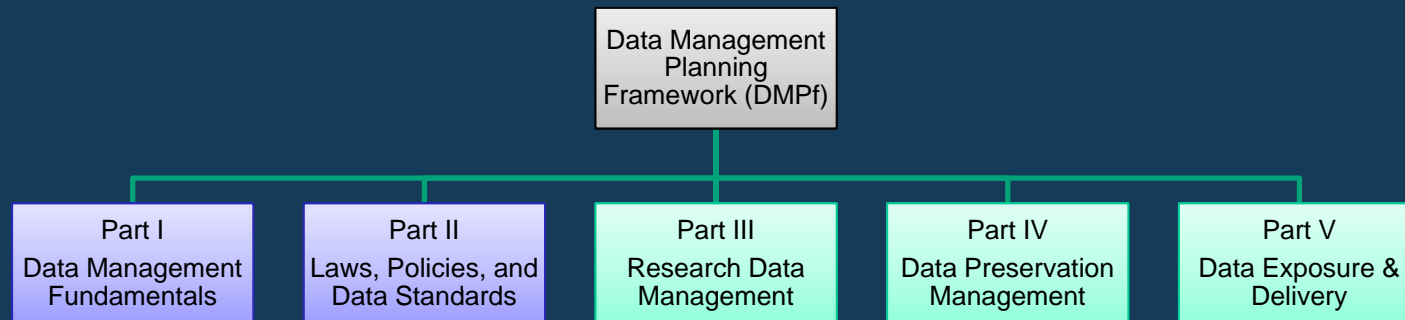 Data Management
Planning
Framework (DMPf)
Part I
Data Management
Fundamentals
Part II
Laws, Policies, and
Data Standards
Part III
Research Data
Management
Part IV
Data Preservation
Management
Part V
Data Exposure &
Delivery